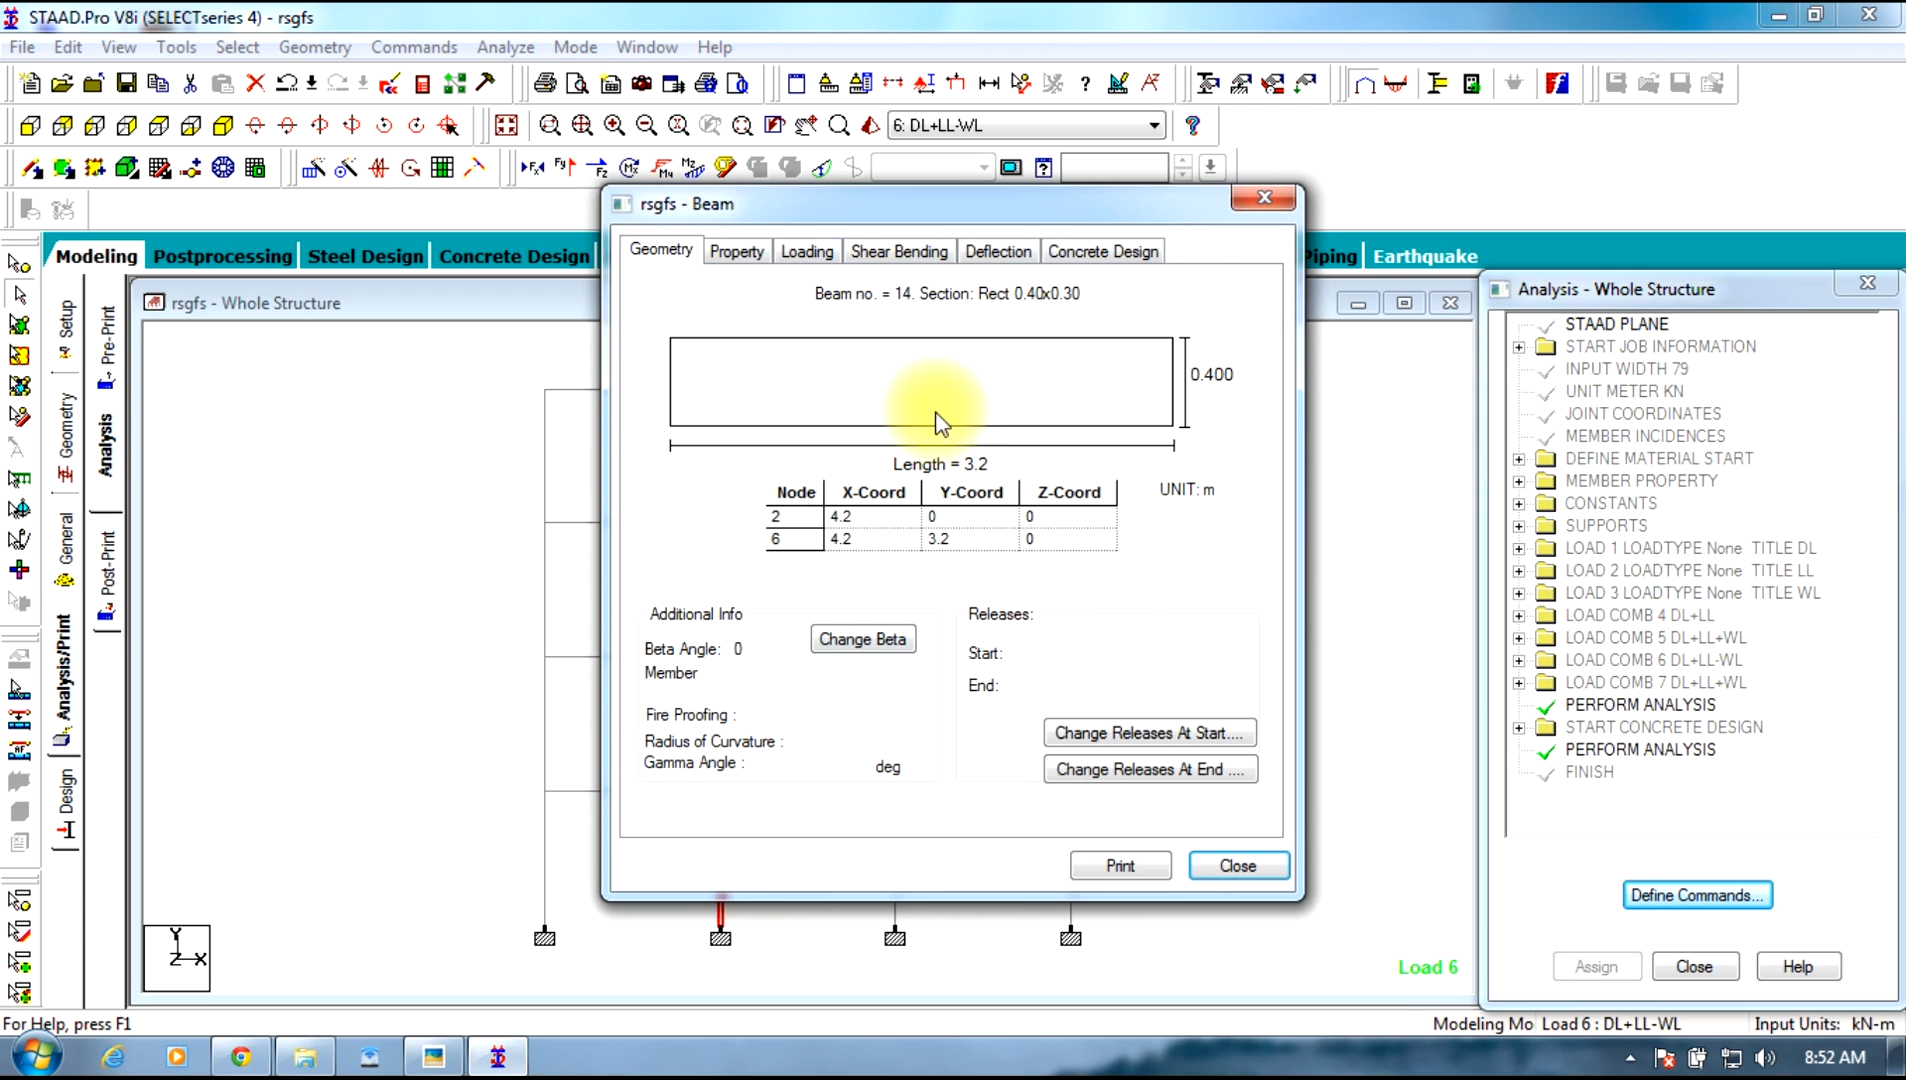 STAAD.Pro V8i (SELECTseries 4) - rsgfs
File Edit View Tools Select Geometry Commands Analyze Mode Window Help
6: DL+LL-WL
Modeling Postprocessing Steel Design Concrete Design Piping Earthquake
Setup
Geometry
General
Analysis/Print
Design
Pre-Print
Analysis
Post-Print
rsgfs - Whole Structure
Y
Z X
Load 6
rsgfs - Beam
Geometry Property Loading Shear Bending Deflection Concrete Design
Beam no. = 14. Section: Rect 0.40x0.30
0.400
Length = 3.2
UNIT: m
Node X-Coord Y-Coord Z-Coord
2 4.2 0 0
6 4.2 3.2 0
Additional Info
Change Beta
Beta Angle: 0
Member
Fire Proofing :
Radius of Curvature :
Gamma Angle : deg
Releases:
Start:
End:
Change Releases At Start....
Change Releases At End ....
Print Close
Analysis - Whole Structure
STAAD PLANE
START JOB INFORMATION
INPUT WIDTH 79
UNIT METER KN
JOINT COORDINATES
MEMBER INCIDENCES
DEFINE MATERIAL START
MEMBER PROPERTY
CONSTANTS
SUPPORTS
LOAD 1 LOADTYPE None TITLE DL
LOAD 2 LOADTYPE None TITLE LL
LOAD 3 LOADTYPE None TITLE WL
LOAD COMB 4 DL+LL
LOAD COMB 5 DL+LL+WL
LOAD COMB 6 DL+LL-WL
LOAD COMB 7 DL+LL+WL
PERFORM ANALYSIS
START CONCRETE DESIGN
PERFORM ANALYSIS
FINISH
Define Commands...
Assign Close Help
For Help, press F1
Modeling Mo Load 6 : DL+LL-WL Input Units: kN-m
8:52 AM